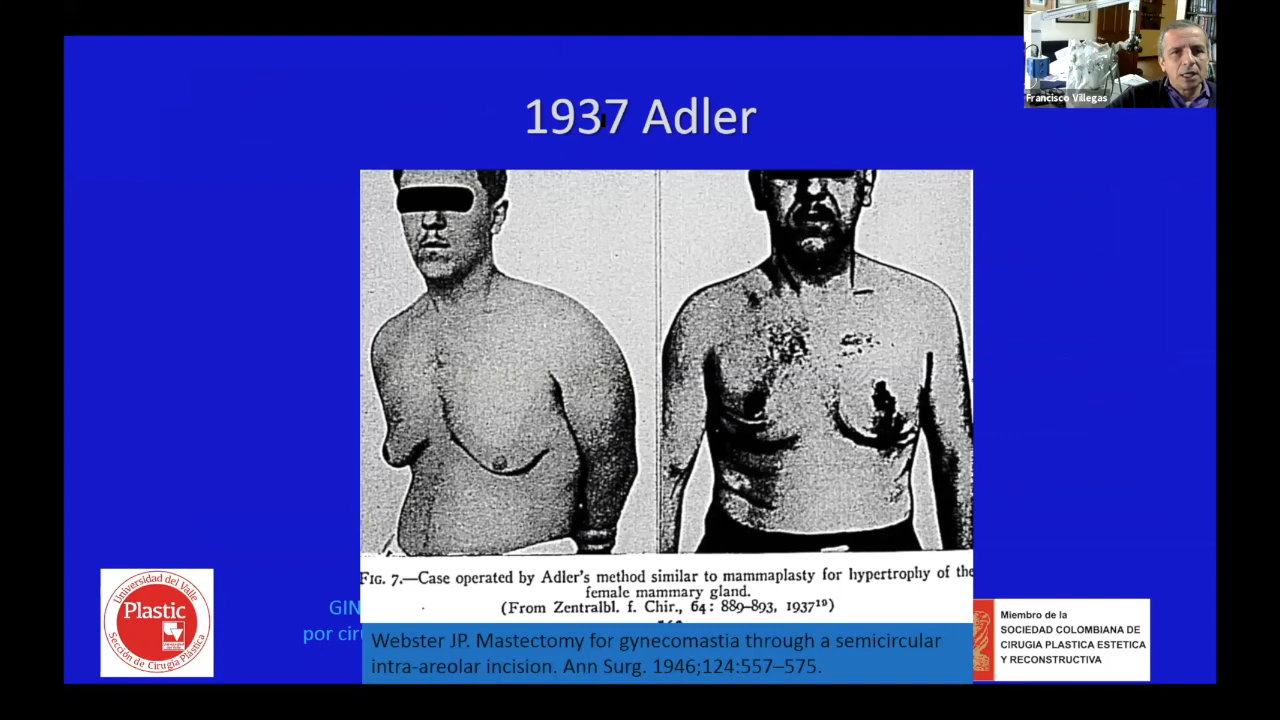 Francisco Villegas
1937 Adler
FIG. 7.—Case operated by Adler's method similar to mammaplasty for hypertrophy of the
female mammary gland.
(From Zentralbl. f. Chir., 64: 889–893, 1937¹⁹)
GIN
por ciru
Webster JP. Mastectomy for gynecomastia through a semicircular
intra-areolar incision. Ann Surg. 1946;124:557–575.
Universidad del Valle
Plastic
Sección de Cirugía Plástica
Miembro de la
SOCIEDAD COLOMBIANA DE
CIRUGIA PLASTICA ESTETICA
Y RECONSTRUCTIVA